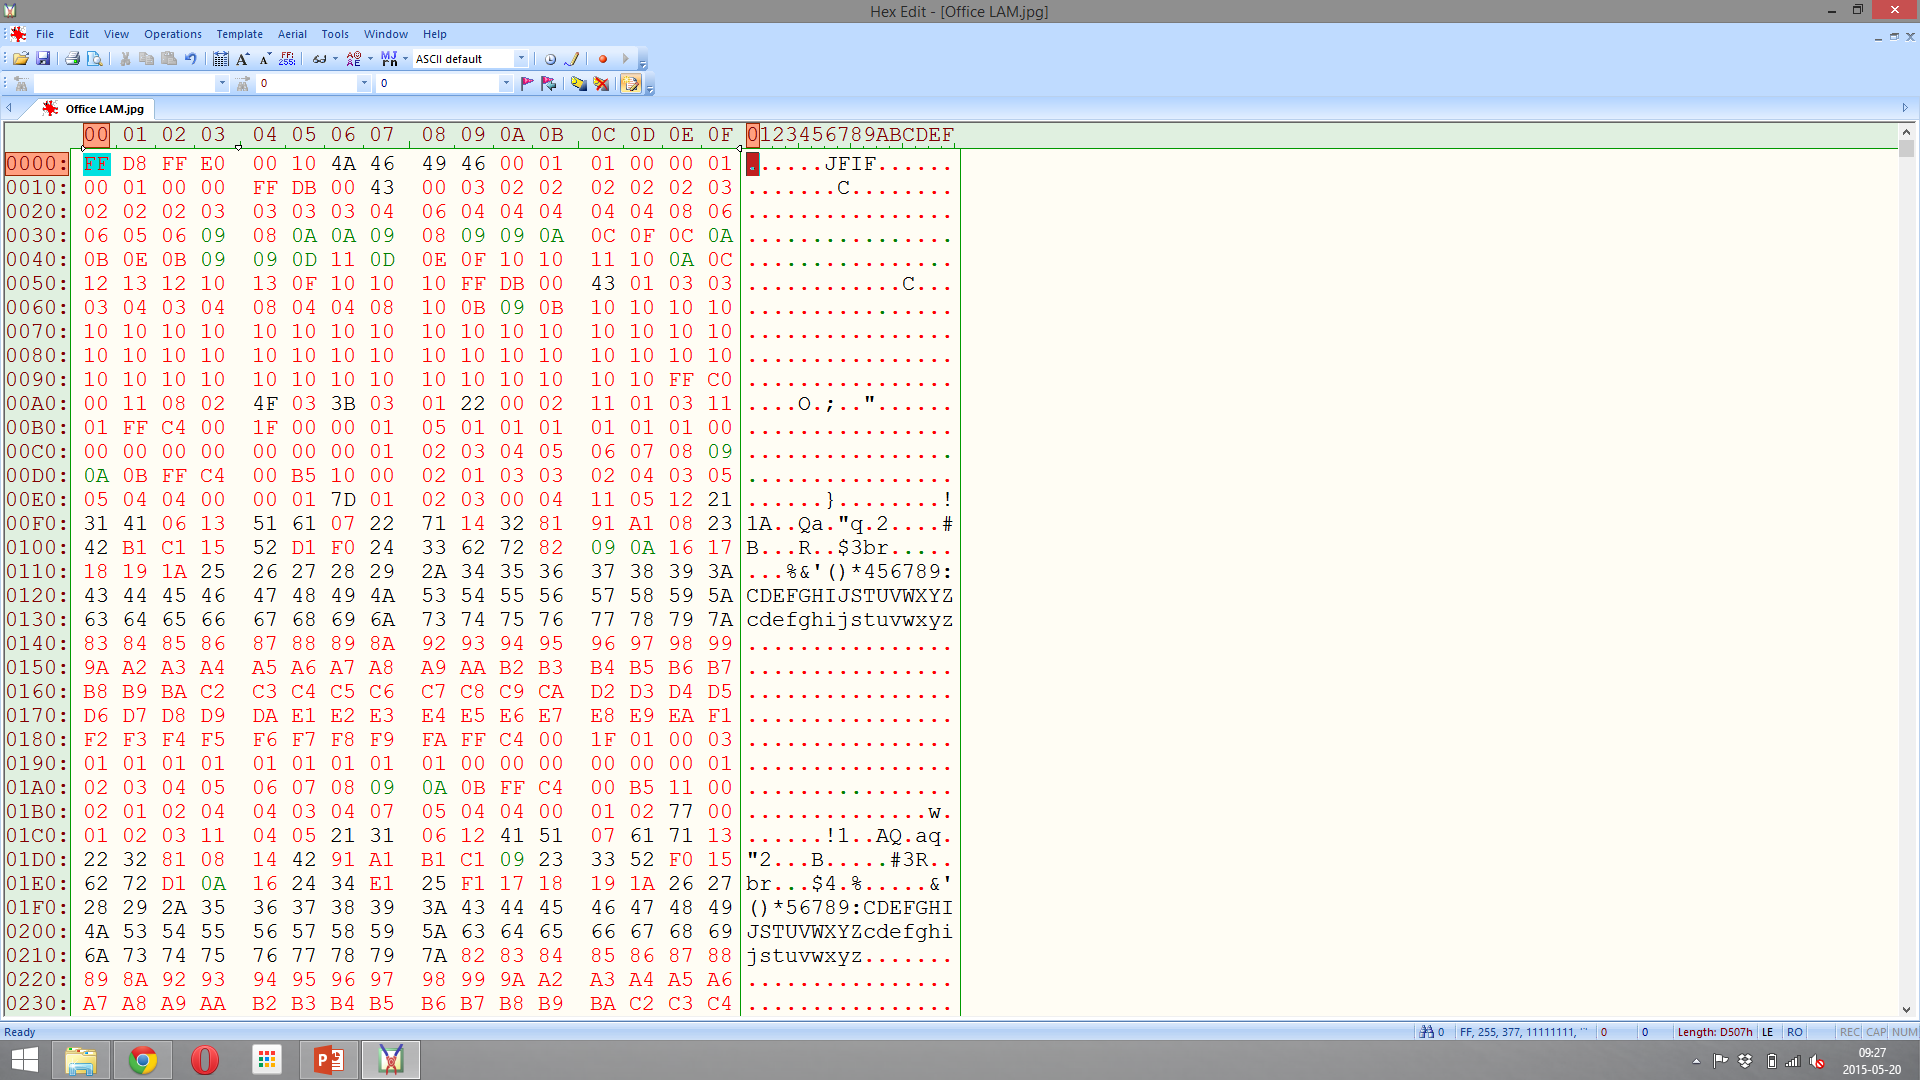 Hex Edit - [Office LAM.jpg]
File Edit View Operations Template Aerial Tools Window Help
ASCII default
0 0
Office LAM.jpg
00 01 02 03 04 05 06 07 08 09 0A 0B 0C 0D 0E 0F 0123456789ABCDEF
0000: FF D8 FF E0 00 10 4A 46 49 46 00 01 01 00 00 01 ......JFIF......
0010: 00 01 00 00 FF DB 00 43 00 03 02 02 02 02 02 03 .......C........
0020: 02 02 02 03 03 03 03 04 06 04 04 04 04 04 08 06 ................
0030: 06 05 06 09 08 0A 0A 09 08 09 09 0A 0C 0F 0C 0A ................
0040: 0B 0E 0B 09 09 0D 11 0D 0E 0F 10 10 11 10 0A 0C ................
0050: 12 13 12 10 13 0F 10 10 10 FF DB 00 43 01 03 03 ............C...
0060: 03 04 03 04 08 04 04 08 10 0B 09 0B 10 10 10 10 ................
0070: 10 10 10 10 10 10 10 10 10 10 10 10 10 10 10 10 ................
0080: 10 10 10 10 10 10 10 10 10 10 10 10 10 10 10 10 ................
0090: 10 10 10 10 10 10 10 10 10 10 10 10 10 10 FF C0 ................
00A0: 00 11 08 02 4F 03 3B 03 01 22 00 02 11 01 03 11 ....O.;.."......
00B0: 01 FF C4 00 1F 00 00 01 05 01 01 01 01 01 01 00 ................
00C0: 00 00 00 00 00 00 00 01 02 03 04 05 06 07 08 09 ................
00D0: 0A 0B FF C4 00 B5 10 00 02 01 03 03 02 04 03 05 ................
00E0: 05 04 04 00 00 01 7D 01 02 03 00 04 11 05 12 21 ......}........!
00F0: 31 41 06 13 51 61 07 22 71 14 32 81 91 A1 08 23 1A..Qa."q.2....#
0100: 42 B1 C1 15 52 D1 F0 24 33 62 72 82 09 0A 16 17 B...R..$3br.....
0110: 18 19 1A 25 26 27 28 29 2A 34 35 36 37 38 39 3A ...%&'()*456789:
0120: 43 44 45 46 47 48 49 4A 53 54 55 56 57 58 59 5A CDEFGHIJSTUVWXYZ
0130: 63 64 65 66 67 68 69 6A 73 74 75 76 77 78 79 7A cdefghijstuvwxyz
0140: 83 84 85 86 87 88 89 8A 92 93 94 95 96 97 98 99 ................
0150: 9A A2 A3 A4 A5 A6 A7 A8 A9 AA B2 B3 B4 B5 B6 B7 ................
0160: B8 B9 BA C2 C3 C4 C5 C6 C7 C8 C9 CA D2 D3 D4 D5 ................
0170: D6 D7 D8 D9 DA E1 E2 E3 E4 E5 E6 E7 E8 E9 EA F1 ................
0180: F2 F3 F4 F5 F6 F7 F8 F9 FA FF C4 00 1F 01 00 03 ................
0190: 01 01 01 01 01 01 01 01 01 00 00 00 00 00 00 01 ................
01A0: 02 03 04 05 06 07 08 09 0A 0B FF C4 00 B5 11 00 ................
01B0: 02 01 02 04 04 03 04 07 05 04 04 00 01 02 77 00 ..............w.
01C0: 01 02 03 11 04 05 21 31 06 12 41 51 07 61 71 13 ......!1..AQ.aq.
01D0: 22 32 81 08 14 42 91 A1 B1 C1 09 23 33 52 F0 15 "2...B.....#3R..
01E0: 62 72 D1 0A 16 24 34 E1 25 F1 17 18 19 1A 26 27 br...$4.%.....&'
01F0: 28 29 2A 35 36 37 38 39 3A 43 44 45 46 47 48 49 ()*56789:CDEFGHI
0200: 4A 53 54 55 56 57 58 59 5A 63 64 65 66 67 68 69 JSTUVWXYZcdefghi
0210: 6A 73 74 75 76 77 78 79 7A 82 83 84 85 86 87 88 jstuvwxyz.......
0220: 89 8A 92 93 94 95 96 97 98 99 9A A2 A3 A4 A5 A6 ................
0230: A7 A8 A9 AA B2 B3 B4 B5 B6 B7 B8 B9 BA C2 C3 C4 ................
Ready 0 FF, 255, 377, 11111111, 0 0 Length: D507h LE RO REC CAP NUM
09:27
2015-05-20